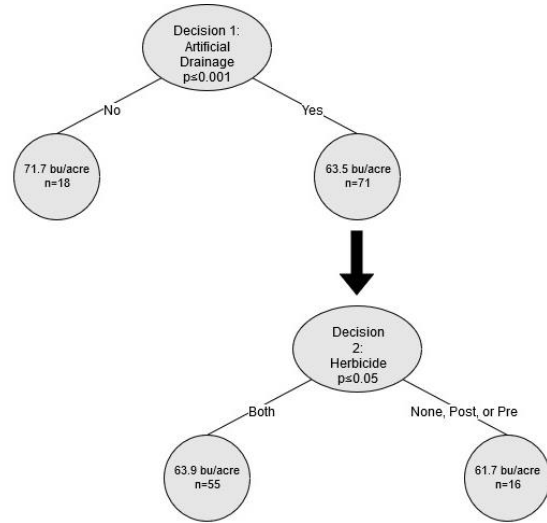 Decision 1:
Artificial
Drainage
p≤0.001
No
Yes
71.7 bu/acre
n=18
63.5 bu/acre
n=71
Decision
2:
Herbicide
p≤0.05
Both
None, Post, or Pre
63.9 bu/acre
n=55
61.7 bu/acre
n=16